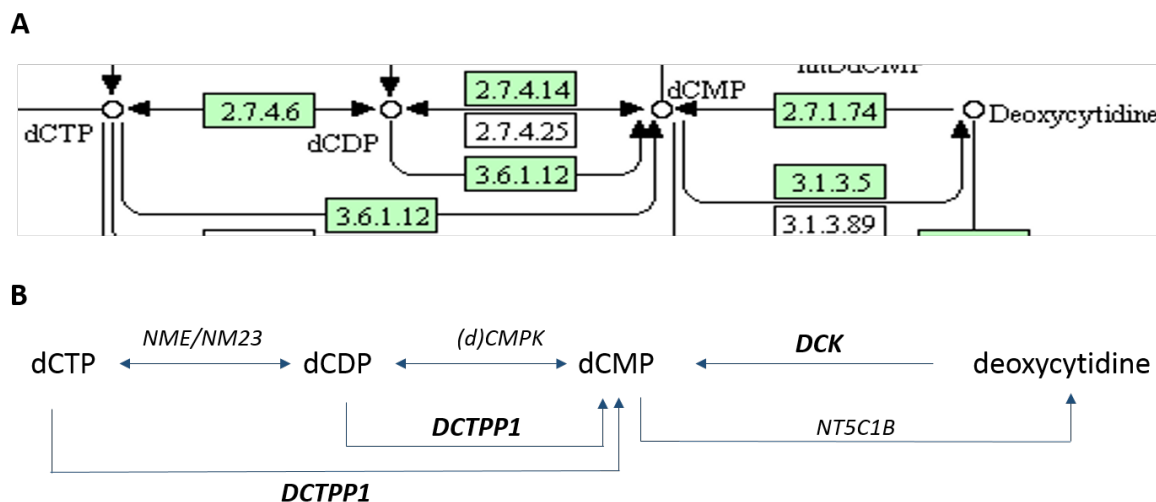 A
hmDdCMP
2.7.4.14
dCMP
2.7.4.6
2.7.1.74
Deoxycytidine
dCTP
dCDP
2.7.4.25
3.6.1.12
3.1.3.5
3.6.1.12
3.1.3.89
B
NME/NM23
(d)CMPK
DCK
dCTP
dCDP
dCMP
deoxycytidine
DCTPP1
NT5C1B
DCTPP1